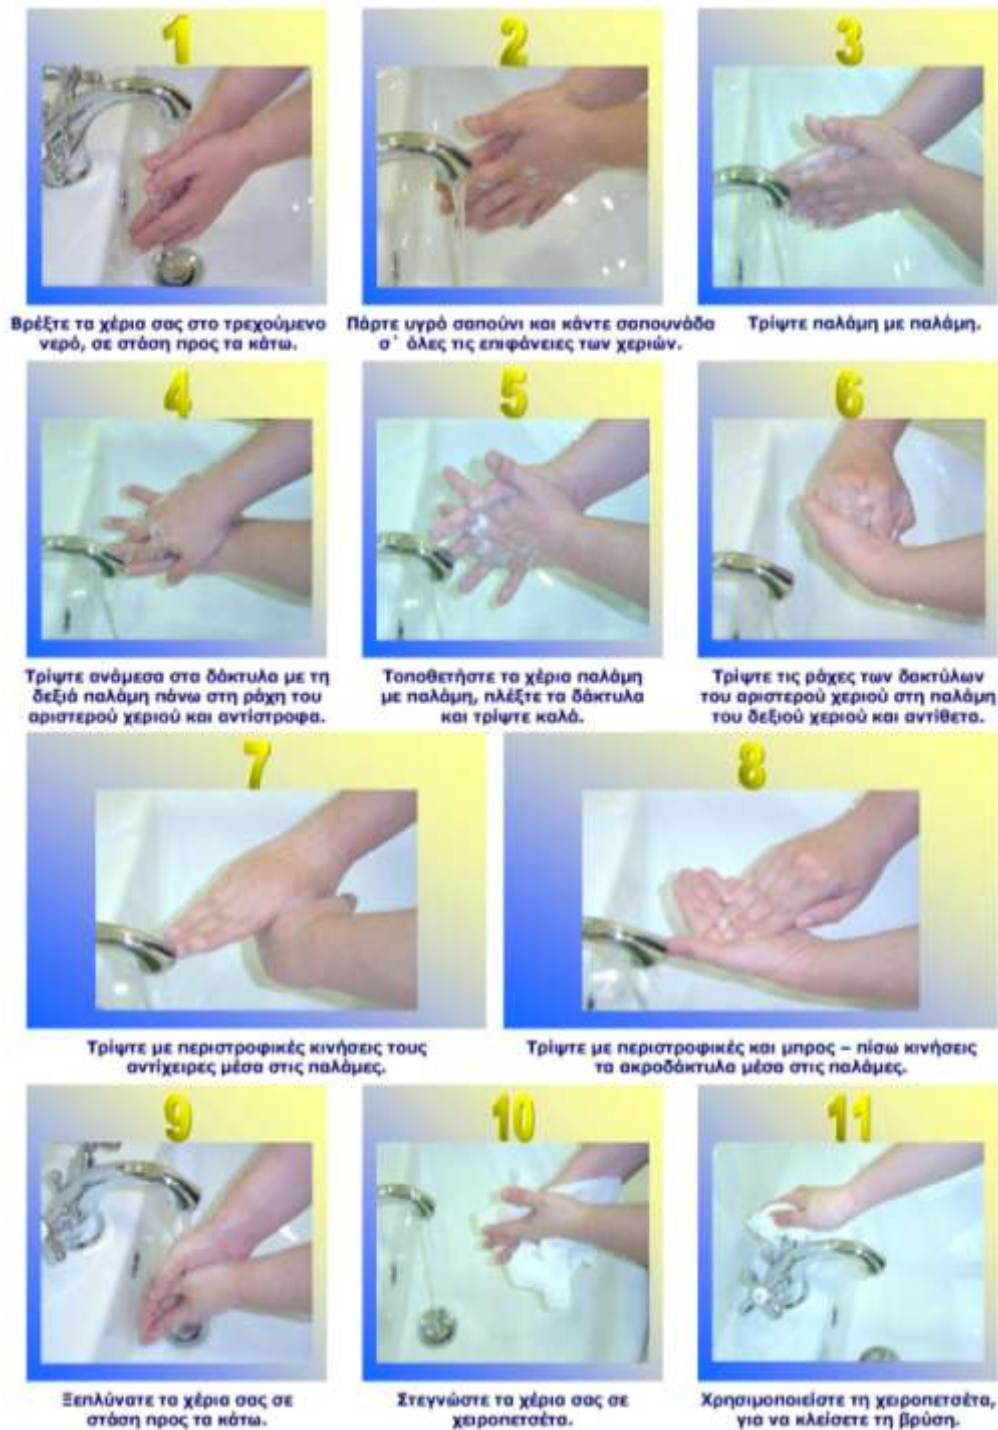 1
2
3
Βρέξτε τα χέρια σας στο τρεχούμενο
νερό, σε στάση προς τα κάτω.
Πάρτε υγρό σαπούνι και κάντε σαπουνάδα
σ΄ όλες τις επιφάνειες των χεριών.
Τρίψτε παλάμη με παλάμη.
4
5
6
Τρίψτε ανάμεσα στα δάκτυλα με τη
δεξιά παλάμη πάνω στη ράχη του
αριστερού χεριού και αντίστροφα.
Τοποθετήστε τα χέρια παλάμη
με παλάμη, πλέξτε τα δάκτυλα
και τρίψτε καλά.
Τρίψτε τις ράχες των δακτύλων
του αριστερού χεριού στη παλάμη
του δεξιού χεριού και αντίθετα.
7
8
Τρίψτε με περιστροφικές κινήσεις τους
αντίχειρες μέσα στις παλάμες.
Τρίψτε με περιστροφικές και μπρος – πίσω κινήσεις
τα ακροδάκτυλα μέσα στις παλάμες.
9
10
11
Ξεπλύνατε τα χέρια σας σε
στάση προς τα κάτω.
Στεγνώστε τα χέρια σας σε
χειροπετσέτα.
Χρησιμοποιείστε τη χειροπετσέτα,
για να κλείσετε τη βρύση.